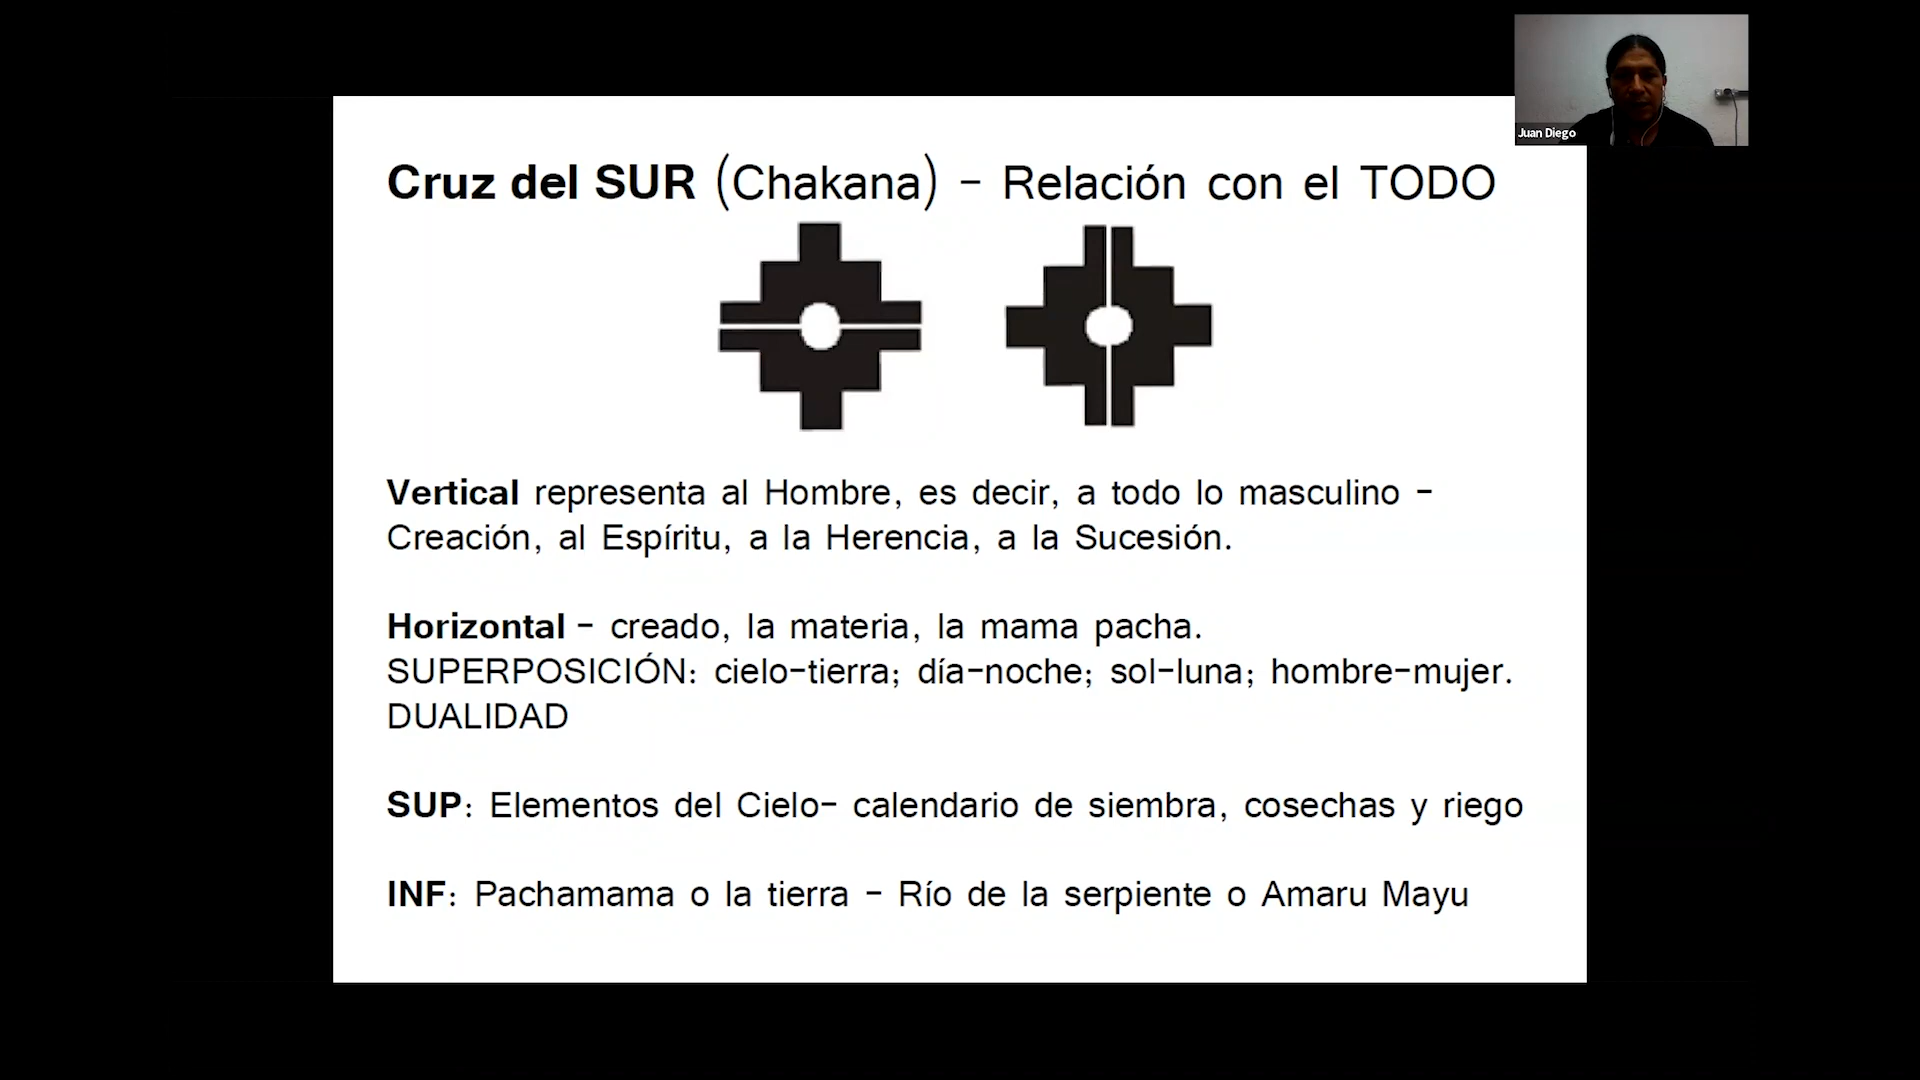 Juan Diego
Cruz del SUR (Chakana) – Relación con el TODO
Vertical representa al Hombre, es decir, a todo lo masculino –
Creación, al Espíritu, a la Herencia, a la Sucesión.
Horizontal – creado, la materia, la mama pacha.
SUPERPOSICIÓN: cielo–tierra; día–noche; sol–luna; hombre–mujer.
DUALIDAD
SUP: Elementos del Cielo– calendario de siembra, cosechas y riego
INF: Pachamama o la tierra – Río de la serpiente o Amaru Mayu